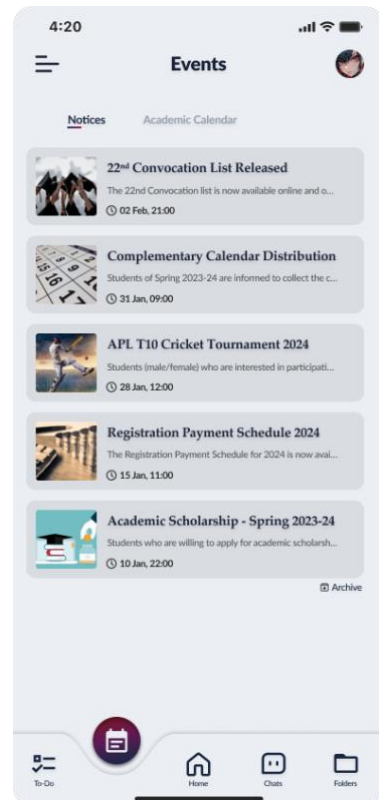 4:20
Events
Notices
Academic Calendar
22nd Convocation List Released
The 22nd Convocation list is now available online and o...
02 Feb, 21:00
Complementary Calendar Distribution
Students of Spring 2023-24 are informed to collect the c...
31 Jan, 09:00
APL T10 Cricket Tournament 2024
Students (male/female) who are interested in participati...
28 Jan, 12:00
Registration Payment Schedule 2024
The Registration Payment Schedule for 2024 is now avai...
15 Jan, 11:00
Academic Scholarship - Spring 2023-24
Students who are willing to apply for academic scholarsh...
10 Jan, 22:00
Archive
To-Do
Home
Chats
Folders